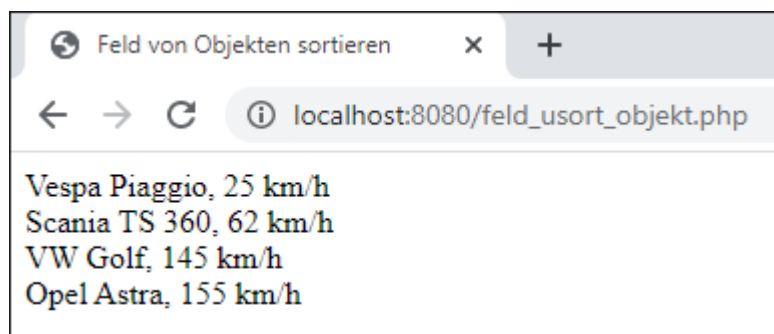 Feld von Objekten sortieren
localhost:8080/feld_usort_objekt.php
Vespa Piaggio, 25 km/h
Scania TS 360, 62 km/h
VW Golf, 145 km/h
Opel Astra, 155 km/h